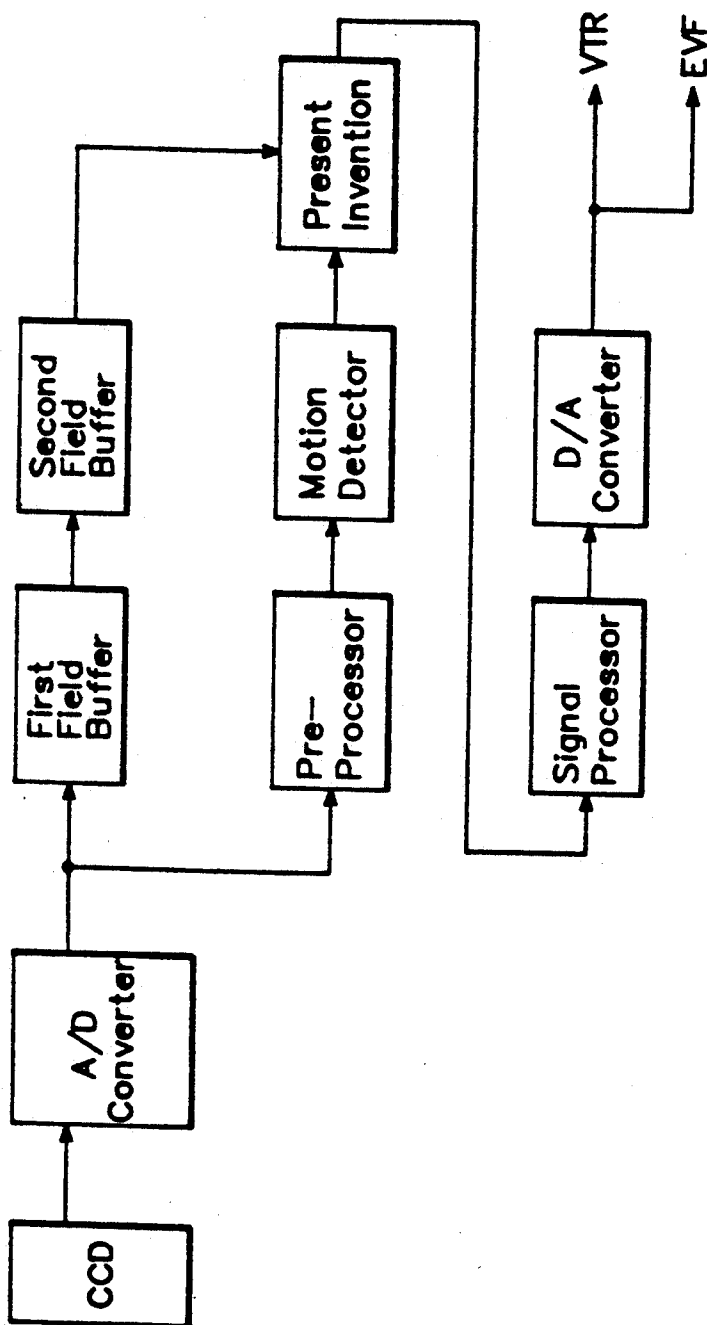 CCD
A/D
Converter
First
Field
Buffer
Second
Field
Buffer
Pre-
Processor
Motion
Detector
Present
Invention
Signal
Processor
D/A
Converter
VTR
EVF